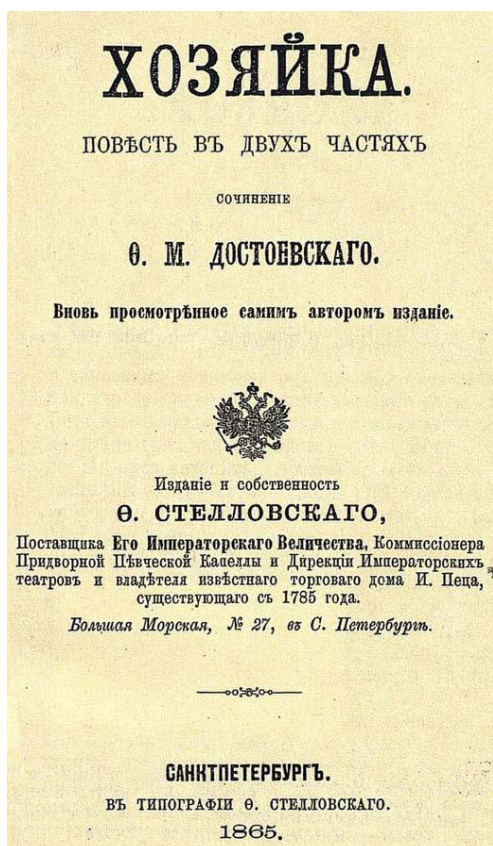 ХОЗЯЙКА.
ПОВѢСТЬ ВЪ ДВУХЪ ЧАСТЯХЪ
СОЧИНЕНІЕ
Ѳ. М. ДОСТОЕВСКАГО.
Вновь просмотрѣнное самимъ авторомъ изданіе.
Изданіе и собственность
Ѳ. СТЕЛЛОВСКАГО,
Поставщика Его Императорскаго Величества, Коммиссіонера
Придворной Пѣвческой Капеллы и Дирекціи Императорскихъ
театровъ и владѣтеля извѣстнаго торговаго дома И. Пеца,
существующаго съ 1785 года.
Большая Морская, № 27, въ С. Петербургѣ.
САНКТПЕТЕРБУРГЪ.
ВЪ ТИПОГРАФІИ Ѳ. СТЕЛЛОВСКАГО.
1865.